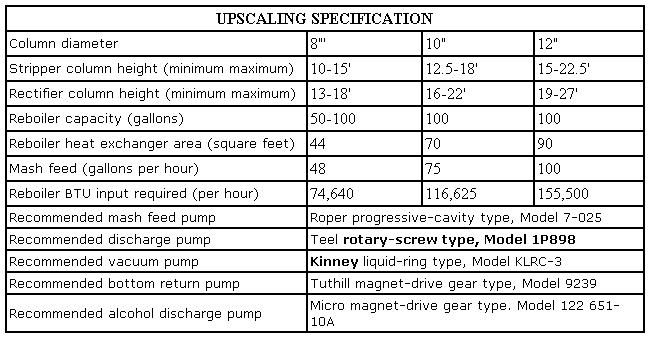 UPSCALING SPECIFICATION
Column diameter 8"' 10" 12"
Stripper column height (minimum maximum) 10-15' 12.5-18' 15-22.5'
Rectifier column height (minimum maximum) 13-18' 16-22' 19-27'
Reboiler capacity (gallons) 50-100 100 100
Reboiler heat exchanger area (square feet) 44 70 90
Mash feed (gallons per hour) 48 75 100
Reboiler BTU input required (per hour) 74,640 116,625 155,500
Recommended mash feed pump Roper progressive-cavity type, Model 7-025
Recommended discharge pump Teel rotary-screw type, Model 1P898
Recommended vacuum pump Kinney liquid-ring type, Model KLRC-3
Recommended bottom return pump Tuthill magnet-drive gear type, Model 9239
Recommended alcohol discharge pump Micro magnet-drive gear type. Model 122 651-
10A